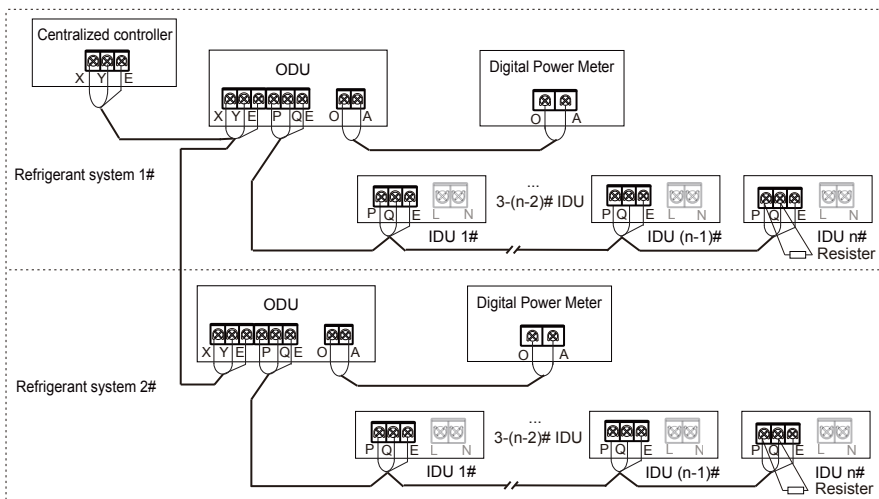 Centralized controller
X Y E
ODU
X Y E P Q E O A
Digital Power Meter
O A
Refrigerant system 1#
P Q E L N
IDU 1#
...
3-(n-2)# IDU
P Q E L N
IDU (n-1)#
P Q E L N
IDU n#
Resister
ODU
X Y E P Q E O A
Digital Power Meter
O A
Refrigerant system 2#
P Q E L N
IDU 1#
...
3-(n-2)# IDU
P Q E L N
IDU (n-1)#
P Q E L N
IDU n#
Resister